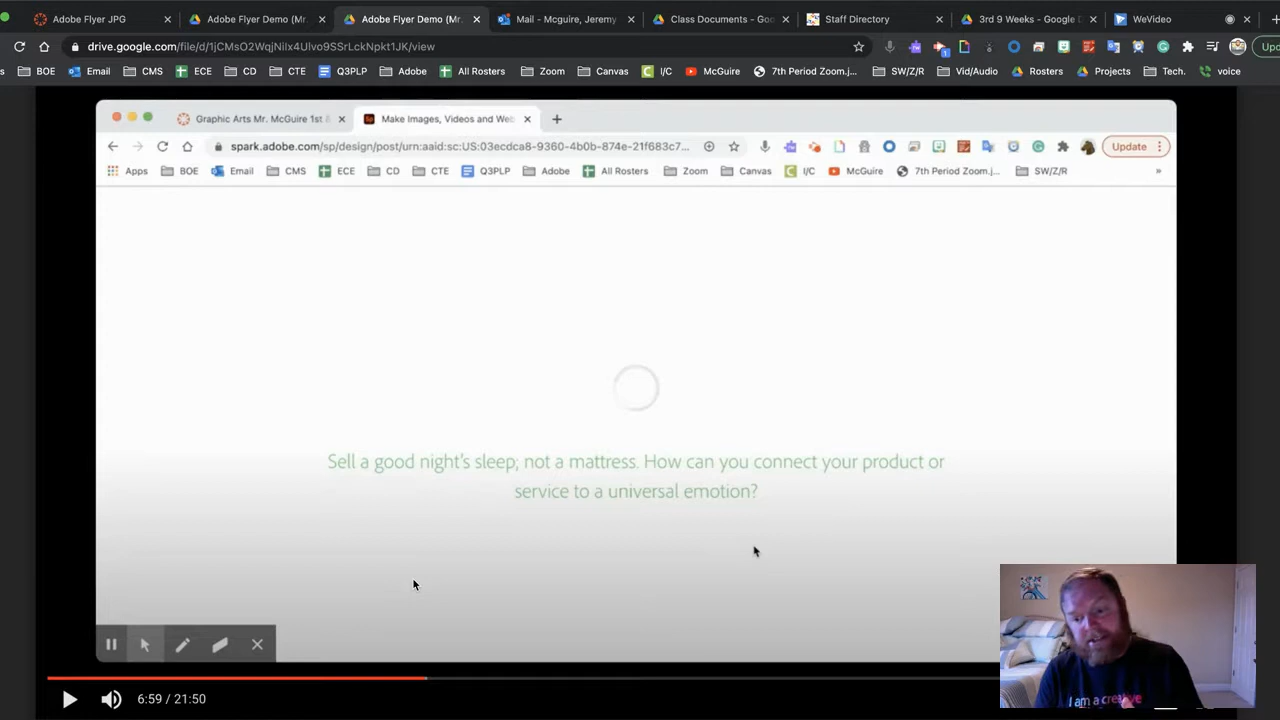 Adobe Flyer JPG
Adobe Flyer Demo (Mr.
Adobe Flyer Demo (Mr.
Mail - Mcguire, Jeremy
Class Documents - Goo
Staff Directory
3rd 9 Weeks - Google D
WeVideo
drive.google.com/file/d/1jCMsO2WqjNiIx4UIvo9SSrLckNpkt1JK/view
Upd
s BOE Email CMS ECE CD CTE Q3PLP Adobe All Rosters Zoom Canvas I/C McGuire 7th Period Zoom.j... SW/Z/R Vid/Audio Rosters Projects Tech. voice
Graphic Arts Mr. McGuire 1st &
Make Images, Videos and Web
spark.adobe.com/sp/design/post/urn:aaid:sc:US:03ecdca8-9360-4b0b-874e-21f683c7...
Update
Apps BOE Email CMS ECE CD CTE Q3PLP Adobe All Rosters Zoom Canvas I/C McGuire 7th Period Zoom.j... SW/Z/R »
Sell a good night's sleep, not a mattress. How can you connect your product or
service to a universal emotion?
I am a creative
6:59 / 21:50